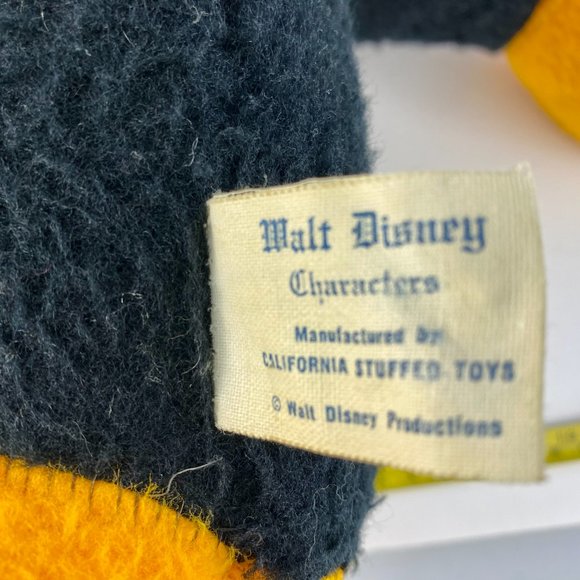 Walt Disney
Characters
Manufactured by
CALIFORNIA STUFFED TOYS
© Walt Disney Productions